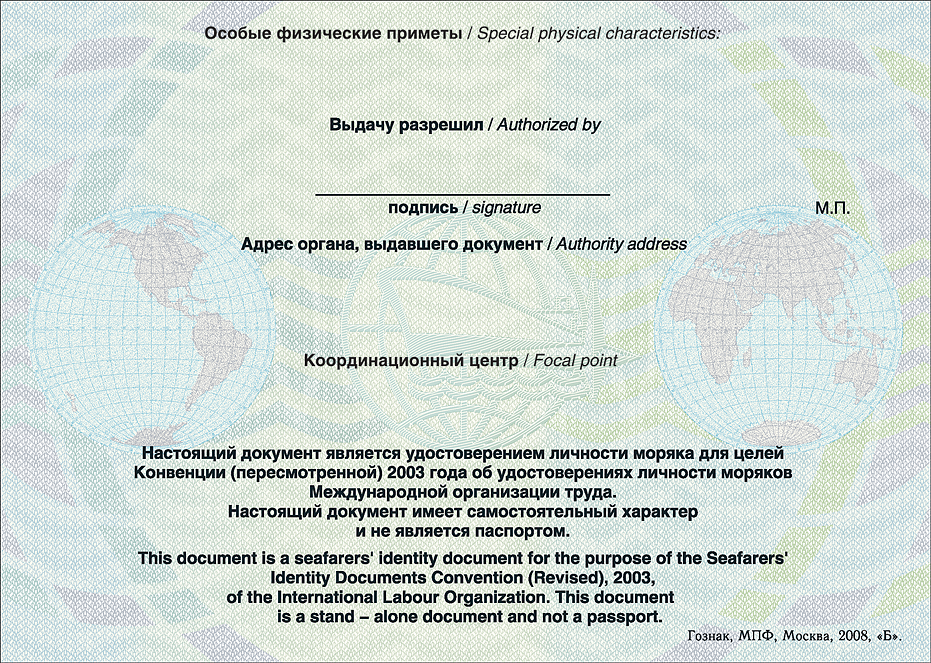 Особые физические приметы / Special physical characteristics:
Выдачу разрешил / Authorized by
подпись / signature
М.П.
Адрес органа, выдавшего документ / Authority address
Координационный центр / Focal point
Настоящий документ является удостоверением личности моряка для целей
Конвенции (пересмотренной) 2003 года об удостоверениях личности моряков
Международной организации труда.
Настоящий документ имеет самостоятельный характер
и не является паспортом.
This document is a seafarers' identity document for the purpose of the Seafarers'
Identity Documents Convention (Revised), 2003,
of the International Labour Organization. This document
is a stand – alone document and not a passport.
Гознак, МПФ, Москва, 2008, «Б».